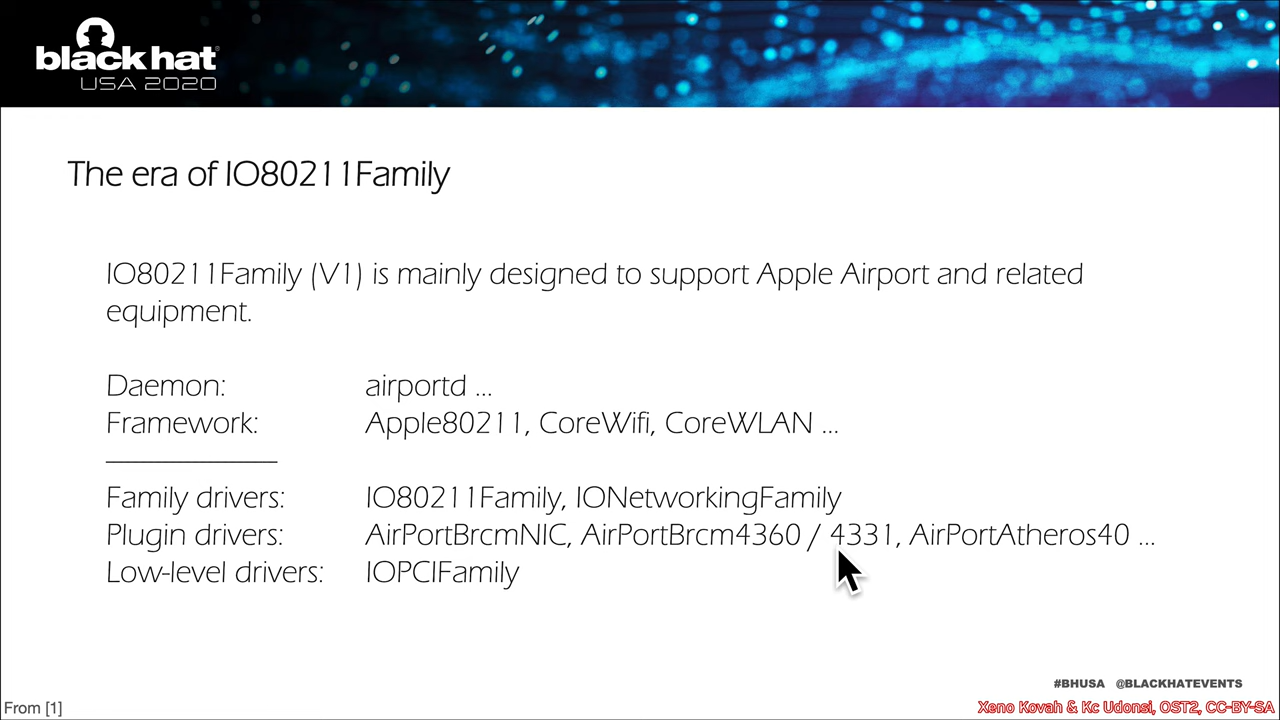 black hat
USA 2020
The era of IO80211Family
IO80211Family (V1) is mainly designed to support Apple Airport and related
equipment.
Daemon: airportd ...
Framework: Apple80211, CoreWifi, CoreWLAN ...
Family drivers: IO80211Family, IONetworkingFamily
Plugin drivers: AirPortBrcmNIC, AirPortBrcm4360 / 4331, AirPortAtheros40 ...
Low-level drivers: IOPCIFamily
#BHUSA @BLACKHATEVENTS
From [1]
Xeno Kovah & Kc Udonsi, OST2, CC-BY-SA